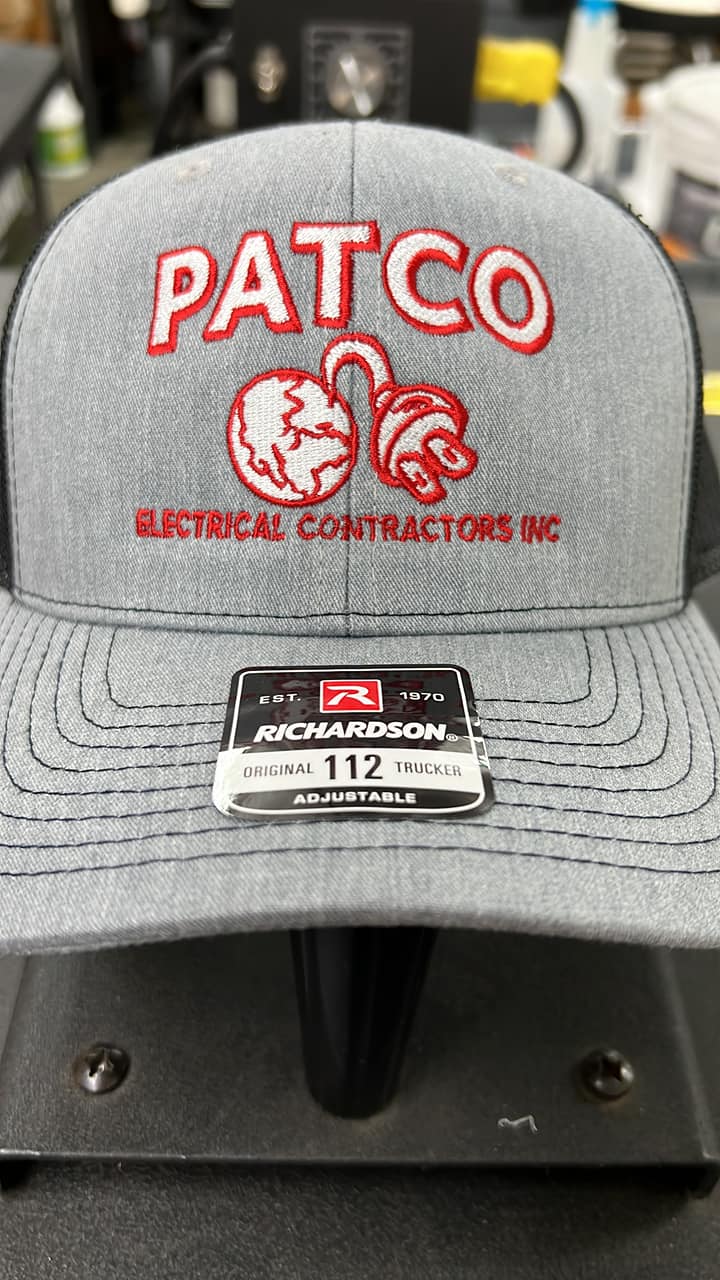 PATCO
ELECTRICAL CONTRACTORS INC
EST. R 1970
RICHARDSON®
ORIGINAL 112 TRUCKER
ADJUSTABLE